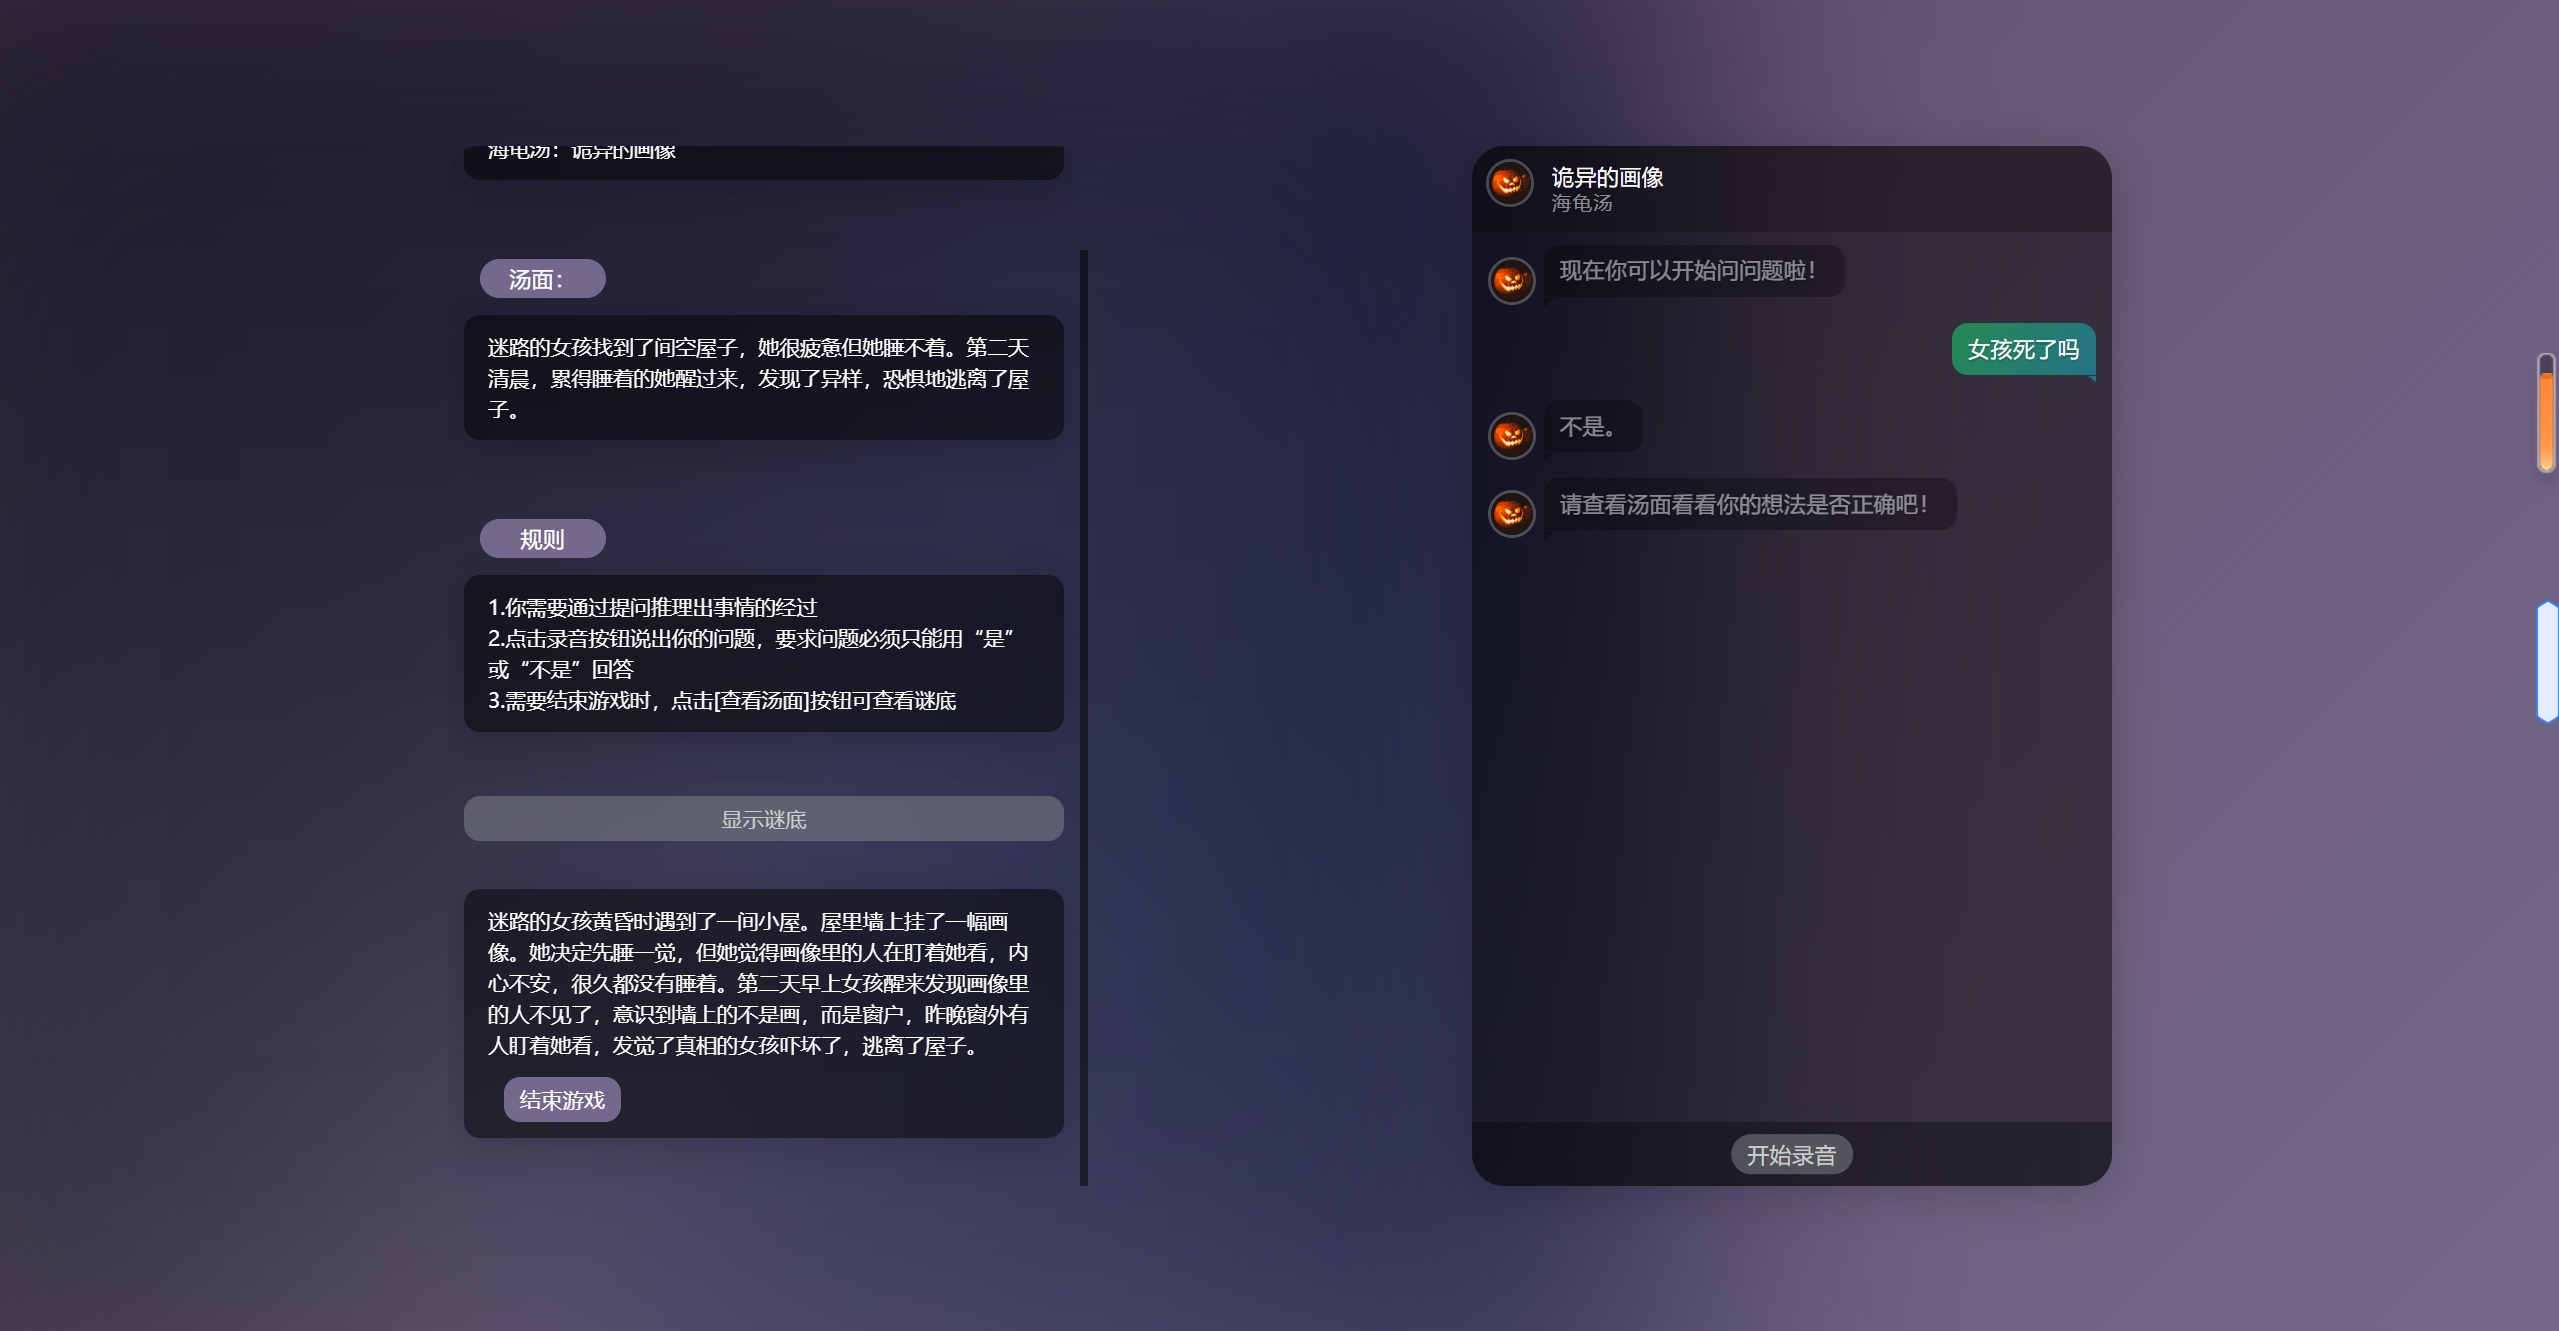 海龟汤：诡异的画像
汤面：
迷路的女孩找到了间空屋子，她很疲惫但她睡不着。第二天
清晨，累得睡着的她醒过来，发现了异样，恐惧地逃离了屋
子。
规则
1.你需要通过提问推理出事情的经过
2.点击录音按钮说出你的问题，要求问题必须只能用“是”
或“不是”回答
3.需要结束游戏时，点击[查看汤面]按钮可查看谜底
显示谜底
迷路的女孩黄昏时遇到了一间小屋。屋里墙上挂了一幅画
像。她决定先睡一觉，但她觉得画像里的人在盯着她看，内
心不安，很久都没有睡着。第二天早上女孩醒来发现画像里
的人不见了，意识到墙上的不是画，而是窗户，昨晚窗外有
人盯着她看，发觉了真相的女孩吓坏了，逃离了屋子。
结束游戏
诡异的画像
海龟汤
现在你可以开始问问题啦！
女孩死了吗
不是。
请查看汤面看看你的想法是否正确吧！
开始录音